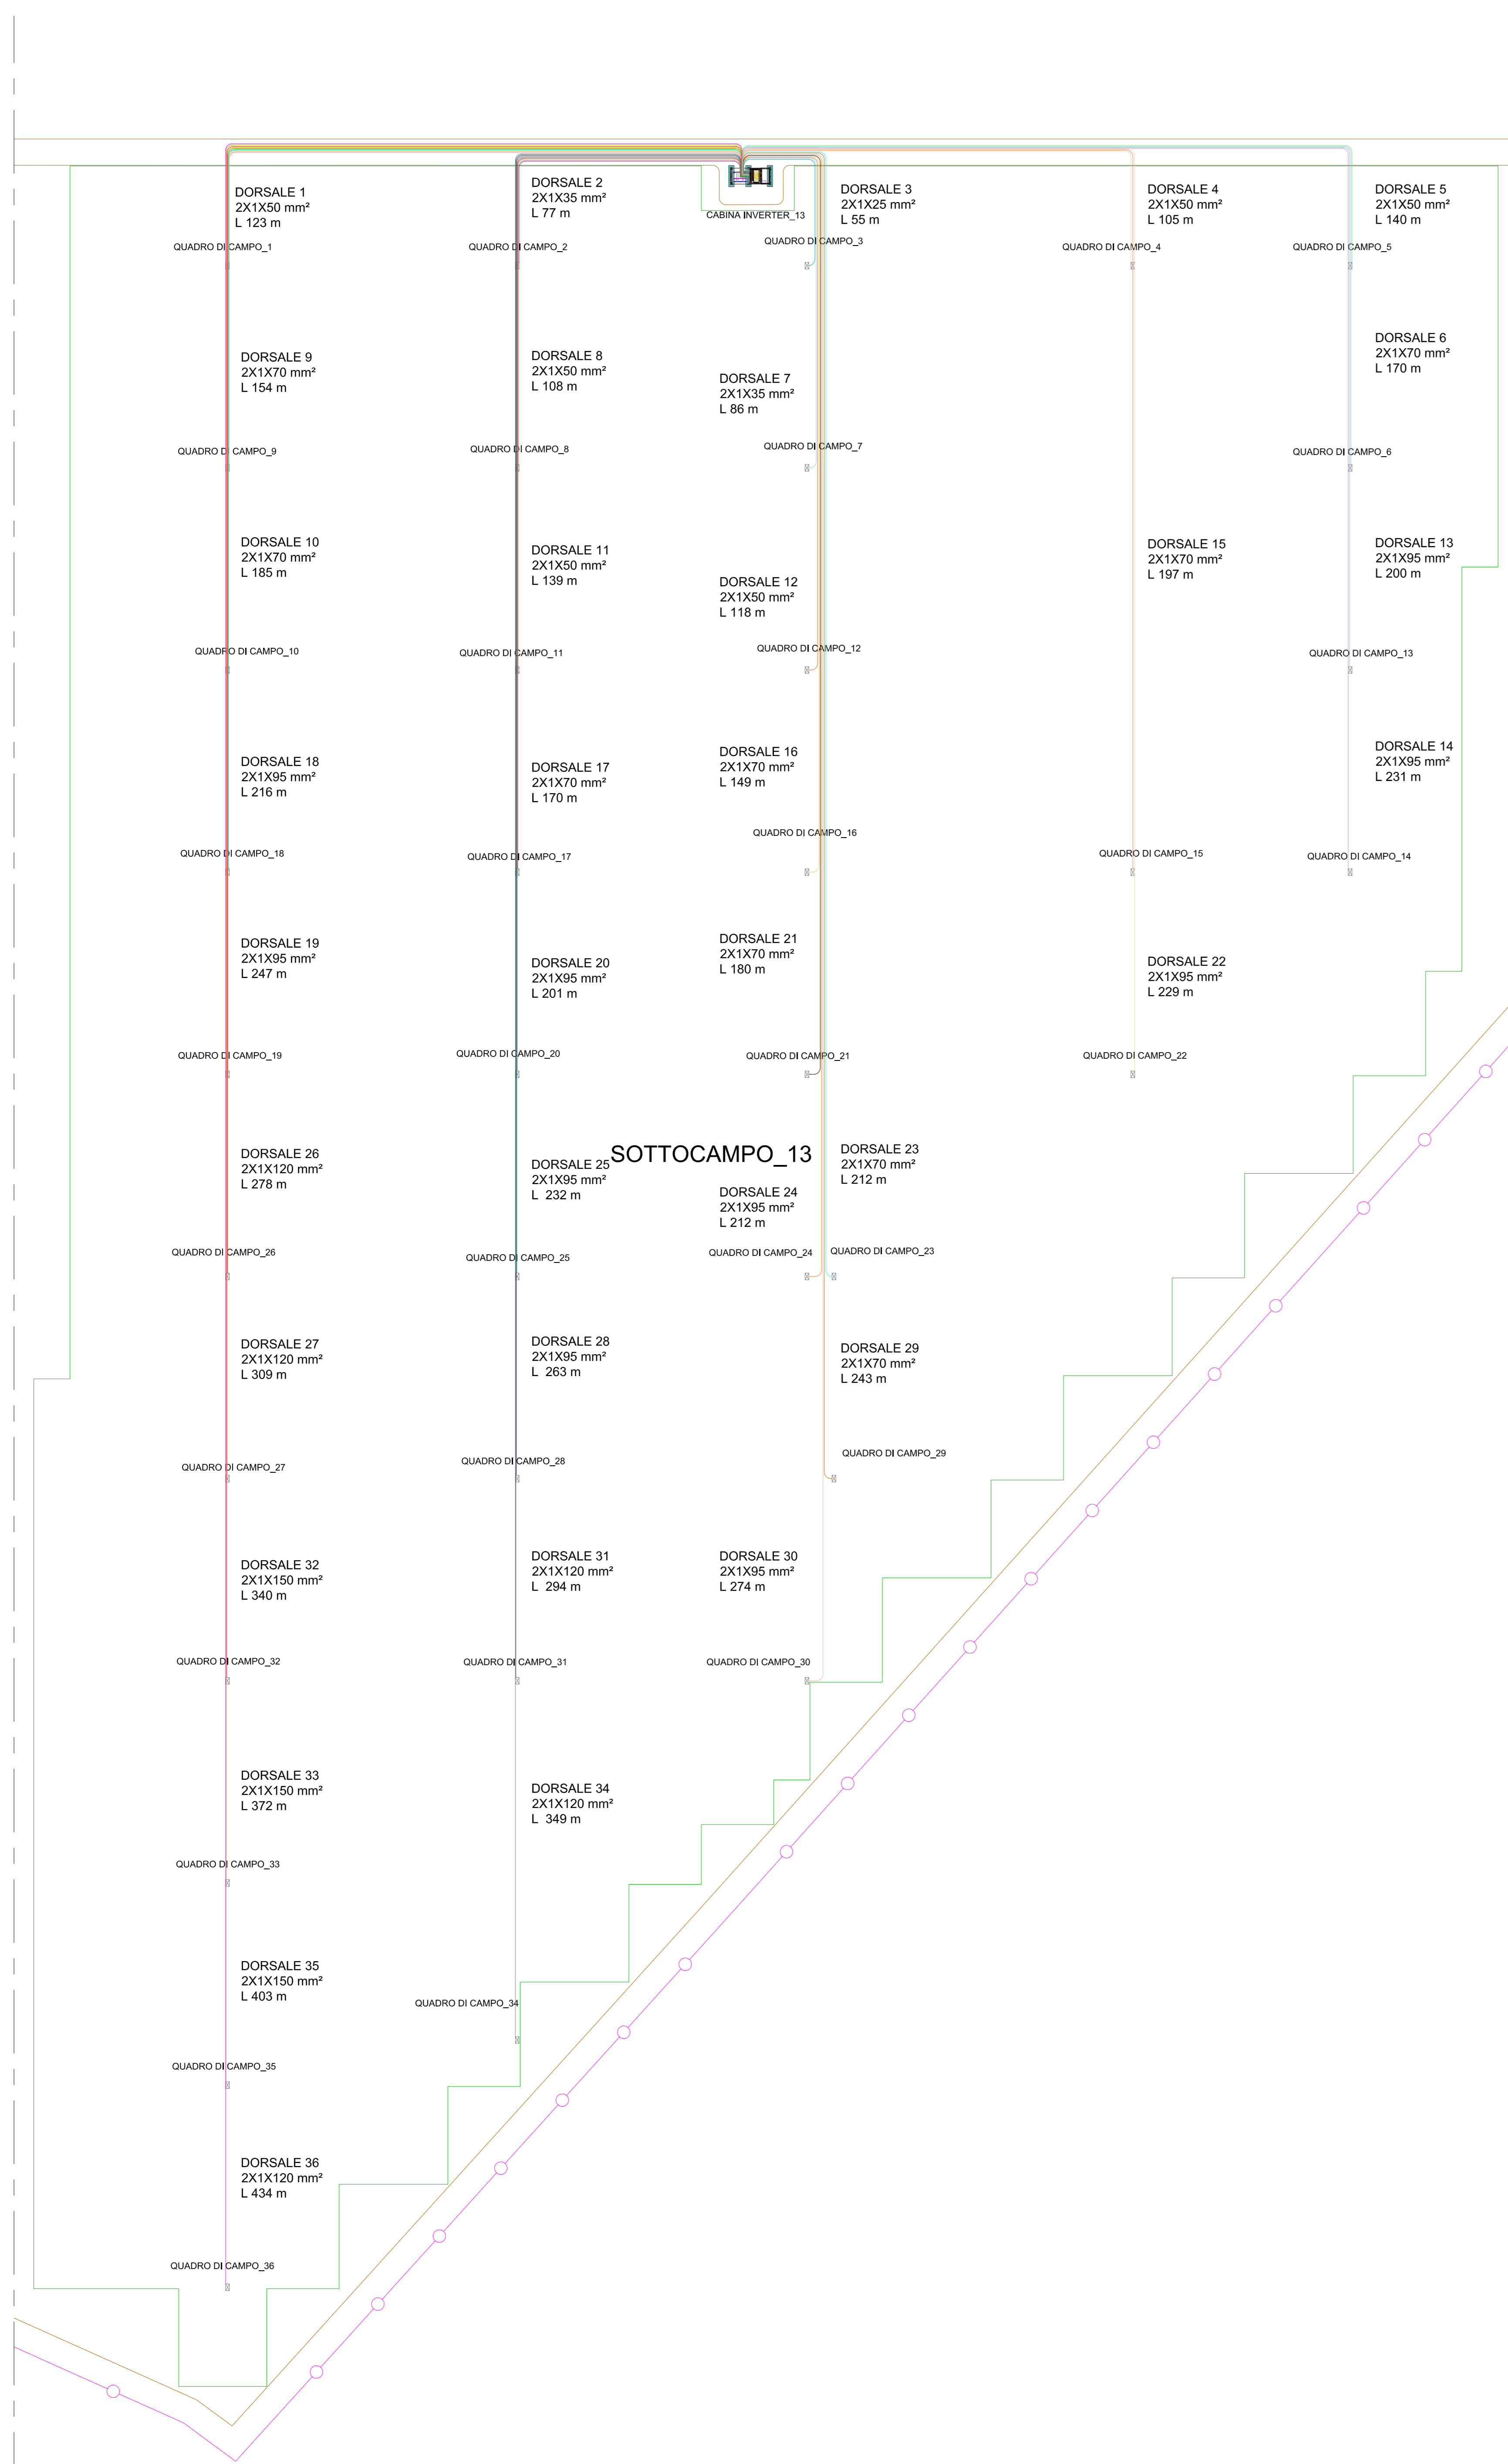 DORSALE 1
2X1X50 mm²
L 123 m
DORSALE 2
2X1X35 mm²
L 77 m
CABINA INVERTER_13
DORSALE 3
2X1X25 mm²
L 55 m
DORSALE 4
2X1X50 mm²
L 105 m
DORSALE 5
2X1X50 mm²
L 140 m
QUADRO DI CAMPO_1
QUADRO DI CAMPO_2
QUADRO DI CAMPO_3
QUADRO DI CAMPO_4
QUADRO DI CAMPO_5
DORSALE 9
2X1X70 mm²
L 154 m
DORSALE 8
2X1X50 mm²
L 108 m
DORSALE 7
2X1X35 mm²
L 86 m
DORSALE 6
2X1X70 mm²
L 170 m
QUADRO DI CAMPO_9
QUADRO DI CAMPO_8
QUADRO DI CAMPO_7
QUADRO DI CAMPO_6
DORSALE 10
2X1X70 mm²
L 185 m
DORSALE 11
2X1X50 mm²
L 139 m
DORSALE 12
2X1X50 mm²
L 118 m
DORSALE 15
2X1X70 mm²
L 197 m
DORSALE 13
2X1X95 mm²
L 200 m
QUADRO DI CAMPO_10
QUADRO DI CAMPO_11
QUADRO DI CAMPO_12
QUADRO DI CAMPO_13
DORSALE 18
2X1X95 mm²
L 216 m
DORSALE 17
2X1X70 mm²
L 170 m
DORSALE 16
2X1X70 mm²
L 149 m
DORSALE 14
2X1X95 mm²
L 231 m
QUADRO DI CAMPO_18
QUADRO DI CAMPO_17
QUADRO DI CAMPO_16
QUADRO DI CAMPO_15
QUADRO DI CAMPO_14
DORSALE 19
2X1X95 mm²
L 247 m
DORSALE 20
2X1X95 mm²
L 201 m
DORSALE 21
2X1X70 mm²
L 180 m
DORSALE 22
2X1X95 mm²
L 229 m
QUADRO DI CAMPO_19
QUADRO DI CAMPO_20
QUADRO DI CAMPO_21
QUADRO DI CAMPO_22
SOTTOCAMPO_13
DORSALE 26
2X1X120 mm²
L 278 m
DORSALE 25
2X1X95 mm²
L 232 m
DORSALE 24
2X1X95 mm²
L 212 m
DORSALE 23
2X1X70 mm²
L 212 m
QUADRO DI CAMPO_26
QUADRO DI CAMPO_25
QUADRO DI CAMPO_24
QUADRO DI CAMPO_23
DORSALE 27
2X1X120 mm²
L 309 m
DORSALE 28
2X1X95 mm²
L 263 m
DORSALE 29
2X1X70 mm²
L 243 m
QUADRO DI CAMPO_27
QUADRO DI CAMPO_28
QUADRO DI CAMPO_29
DORSALE 32
2X1X150 mm²
L 340 m
DORSALE 31
2X1X120 mm²
L 294 m
DORSALE 30
2X1X95 mm²
L 274 m
QUADRO DI CAMPO_32
QUADRO DI CAMPO_31
QUADRO DI CAMPO_30
DORSALE 33
2X1X150 mm²
L 372 m
DORSALE 34
2X1X120 mm²
L 349 m
QUADRO DI CAMPO_33
DORSALE 35
2X1X150 mm²
L 403 m
QUADRO DI CAMPO_34
QUADRO DI CAMPO_35
DORSALE 36
2X1X120 mm²
L 434 m
QUADRO DI CAMPO_36